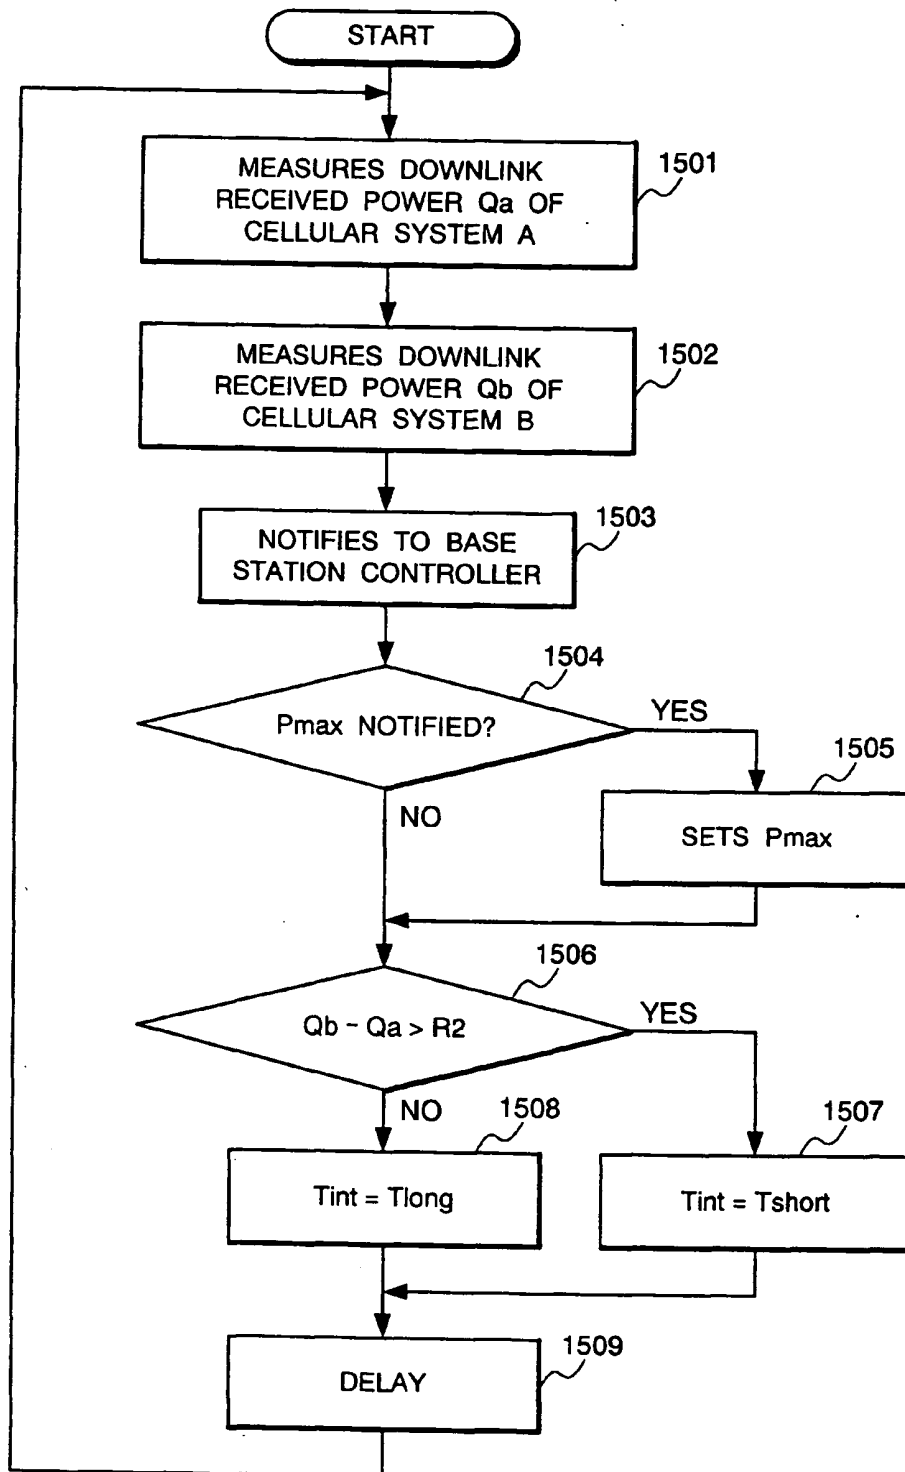 START
MEASURES DOWNLINK
RECEIVED POWER Qa OF
CELLULAR SYSTEM A
1501
MEASURES DOWNLINK
RECEIVED POWER Qb OF
CELLULAR SYSTEM B
1502
NOTIFIES TO BASE
STATION CONTROLLER
1503
1504
Pmax NOTIFIED?
YES
NO
1505
SETS Pmax
1506
Qb - Qa > R2
YES
NO
1508
Tint = Tlong
1507
Tint = Tshort
1509
DELAY